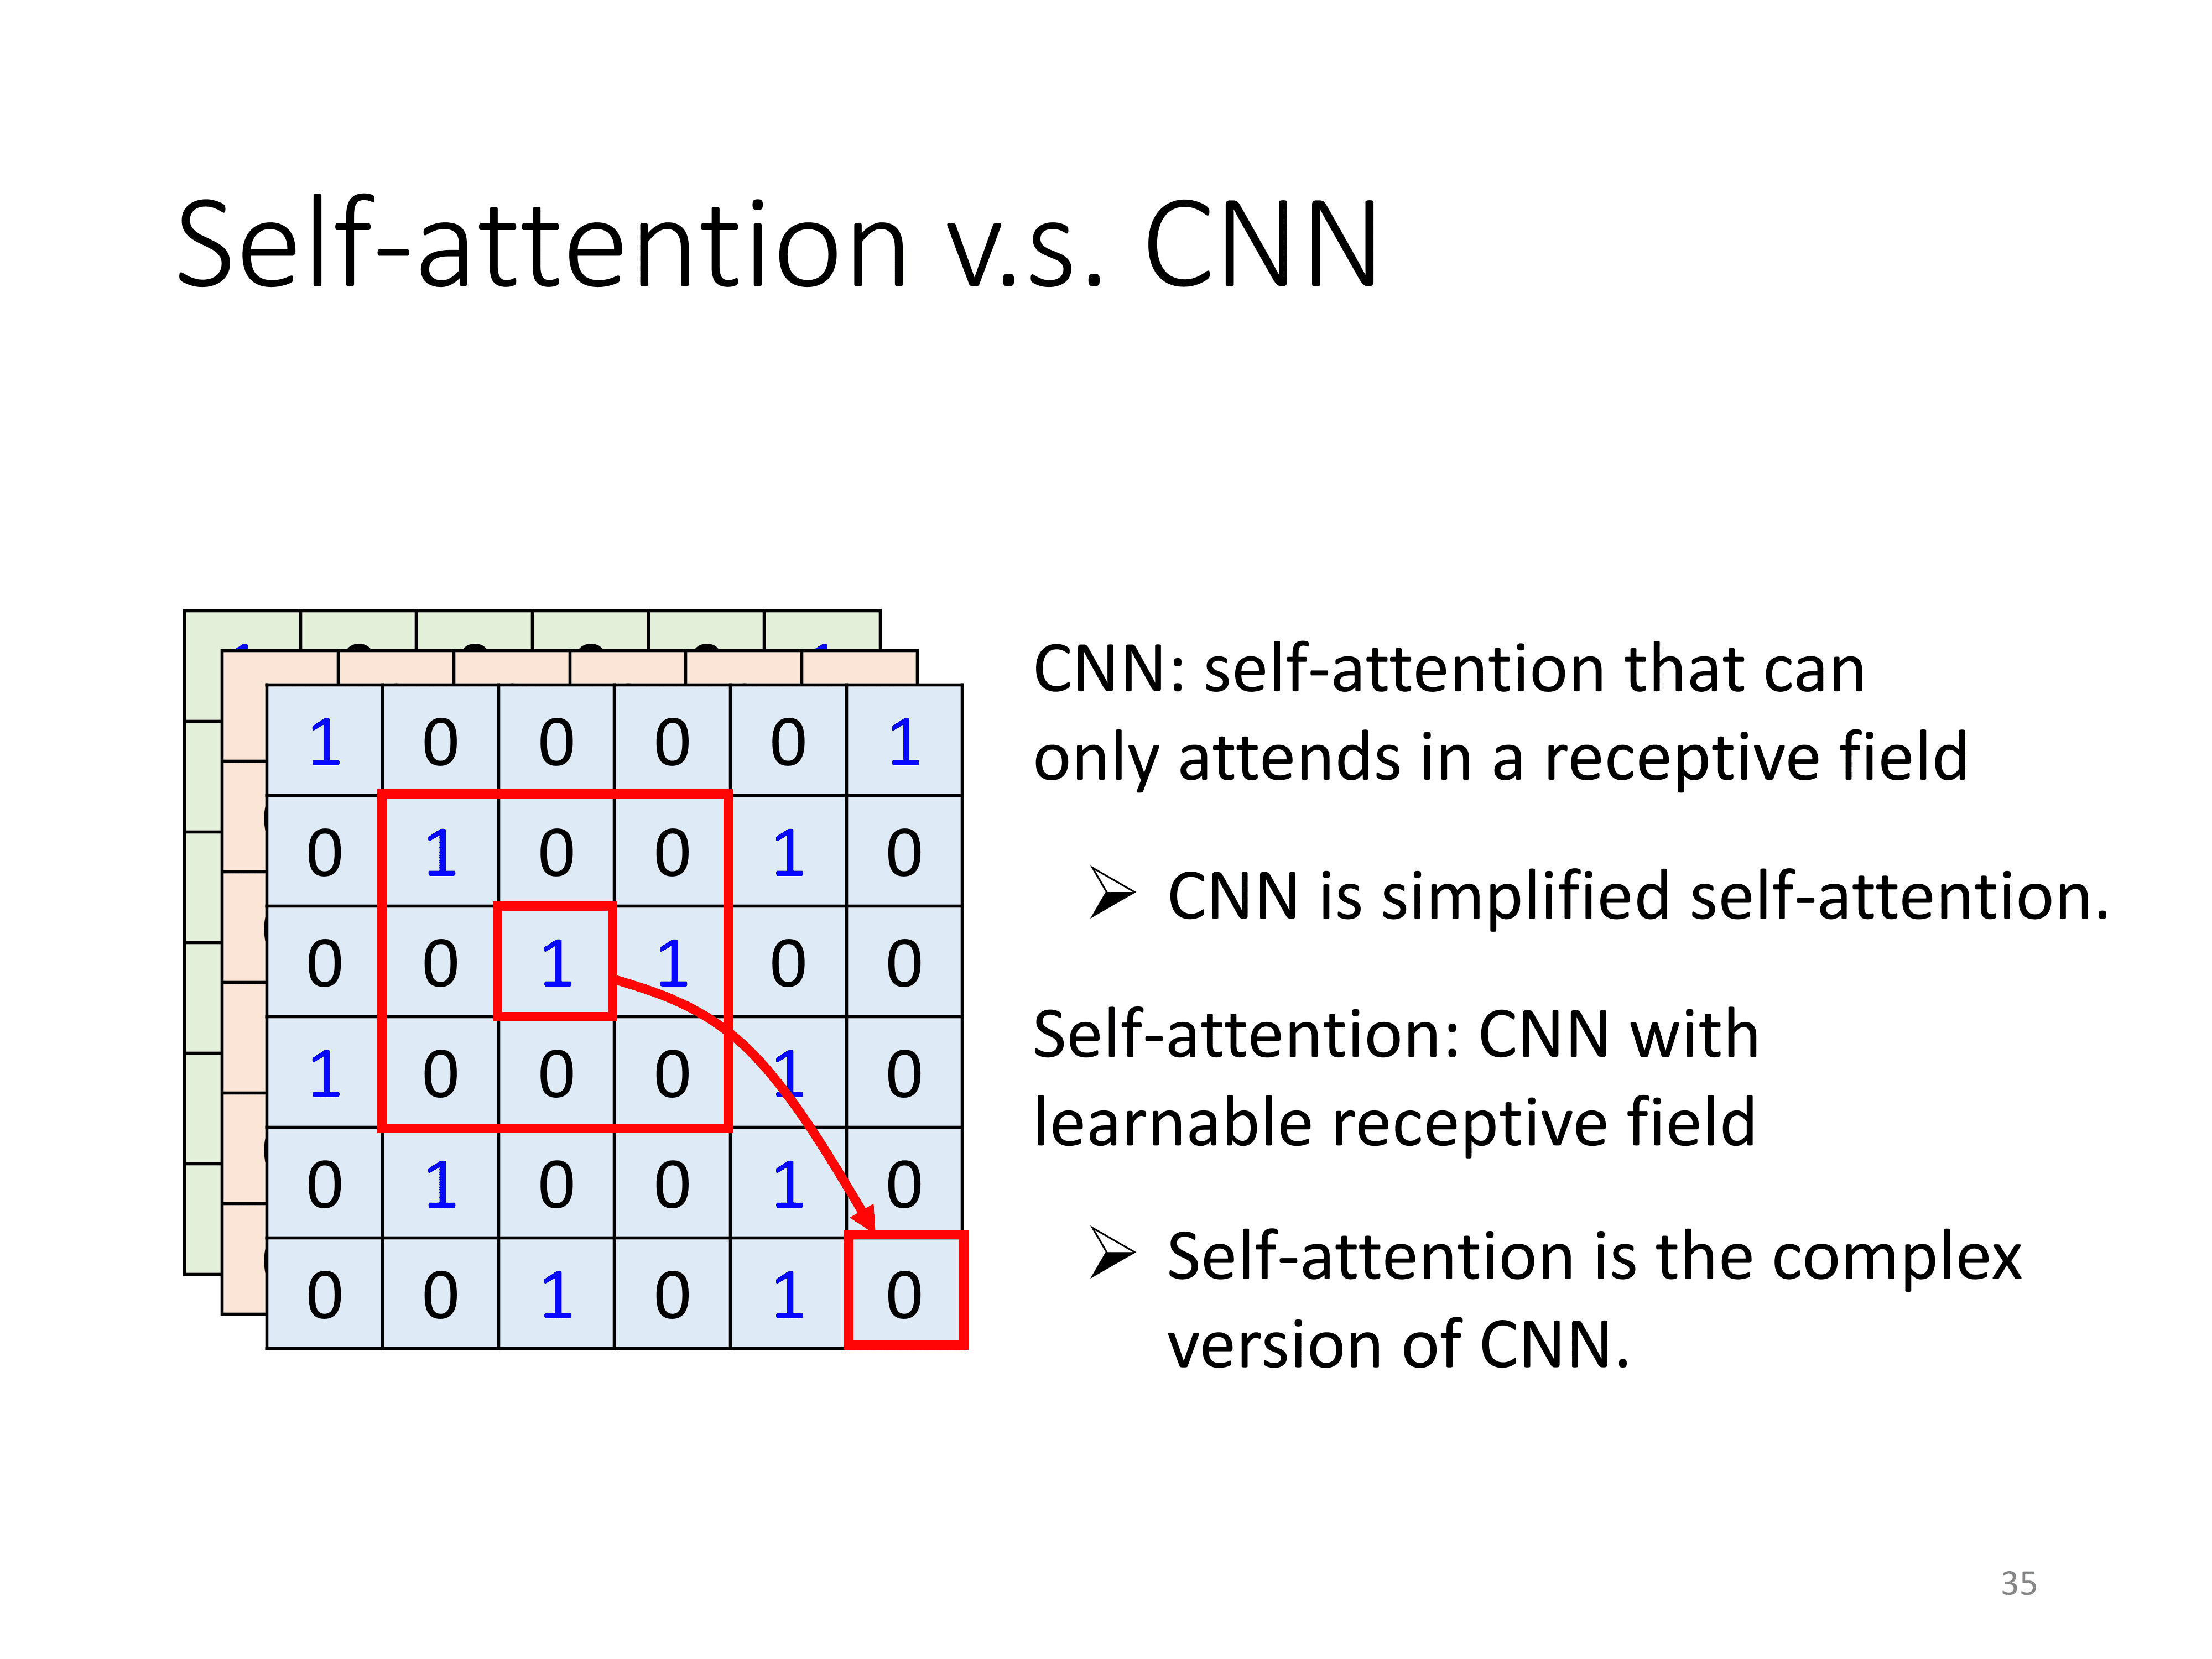 Self-attention v.s. CNN
1 0 0 0 0 1
0 1 0 0 1 0
0 0 1 1 0 0
1 0 0 0 1 0
0 1 0 0 1 0
0 0 1 0 1 0
CNN: self-attention that can
only attends in a receptive field
➢ CNN is simplified self-attention.
Self-attention: CNN with
learnable receptive field
➢ Self-attention is the complex
version of CNN.
35